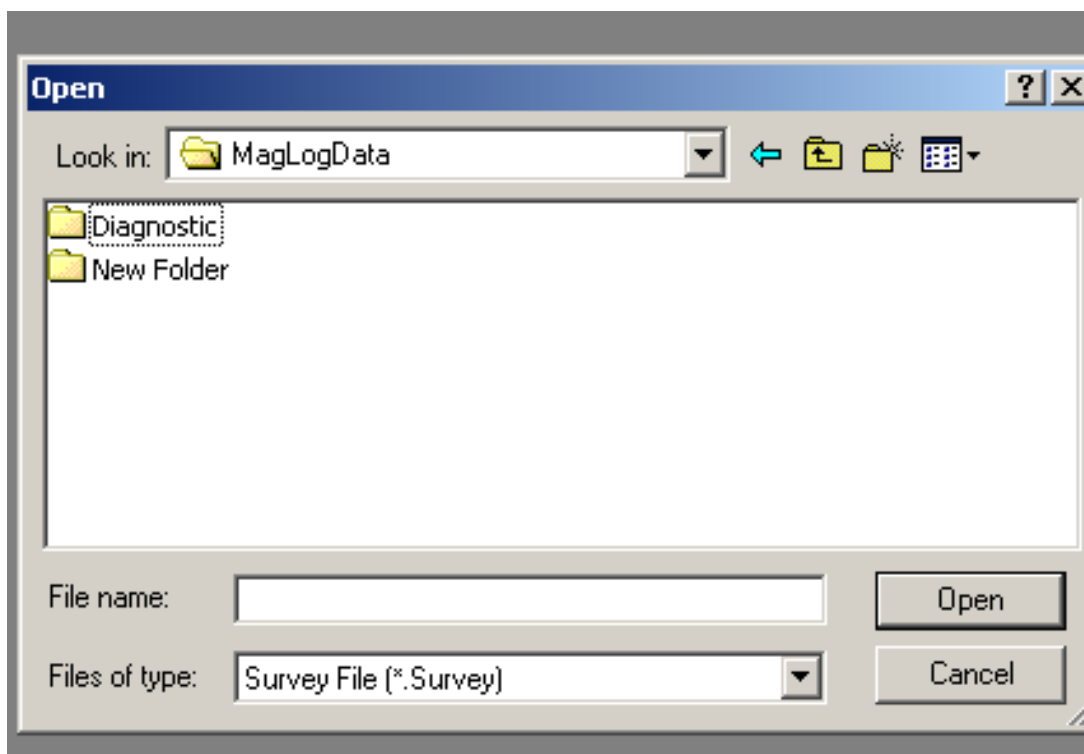 Open
Look in: MagLogData
Diagnostic
New Folder
File name: Open
Files of type: Survey File (*.Survey) Cancel